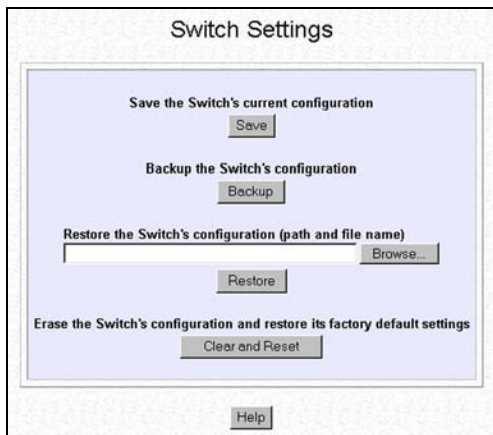 Switch Settings
Save the Switch's current configuration
Save
Backup the Switch's configuration
Backup
Restore the Switch's configuration (path and file name)
Browse...
Restore
Erase the Switch's configuration and restore its factory default settings
Clear and Reset
Help